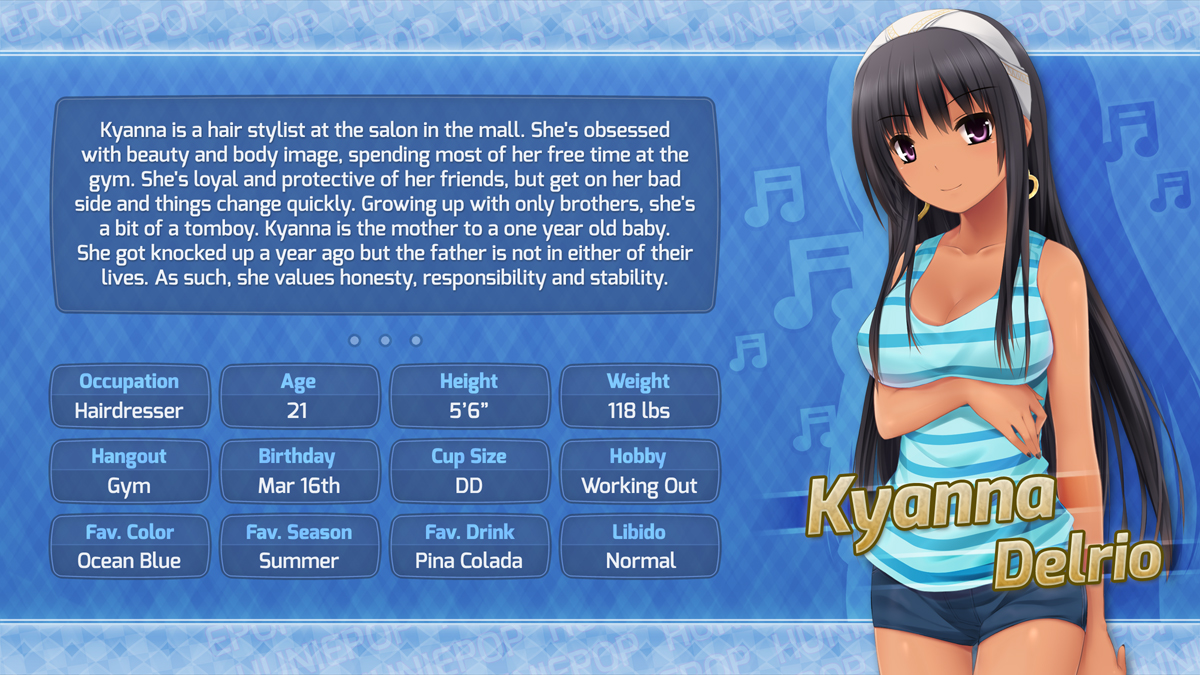 HUNIEPOP
Kyanna is a hair stylist at the salon in the mall. She's obsessed
with beauty and body image, spending most of her free time at the
gym. She's loyal and protective of her friends, but get on her bad
side and things change quickly. Growing up with only brothers, she's
a bit of a tomboy. Kyanna is the mother to a one year old baby.
She got knocked up a year ago but the father is not in either of their
lives. As such, she values honesty, responsibility and stability.
Occupation
Hairdresser
Age
21
Height
5'6”
Weight
118 lbs
Hangout
Gym
Birthday
Mar 16th
Cup Size
DD
Hobby
Working Out
Fav. Color
Ocean Blue
Fav. Season
Summer
Fav. Drink
Pina Colada
Libido
Normal
Kyanna
Delrio
HUNIEPOP